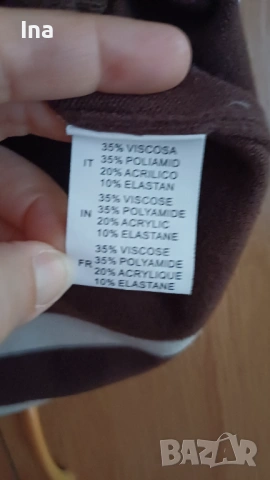 Ina
35% VISCOSA
IT 35% POLIAMID
20% ACRILICO
10% ELASTAN
35% VISCOSE
IN 35% POLYAMIDE
20% ACRYLIC
10% ELASTANE
35% VISCOSE
FR 35% POLYAMIDE
20% ACRYLIQUE
10% ELASTANE
BAZAR
БГ